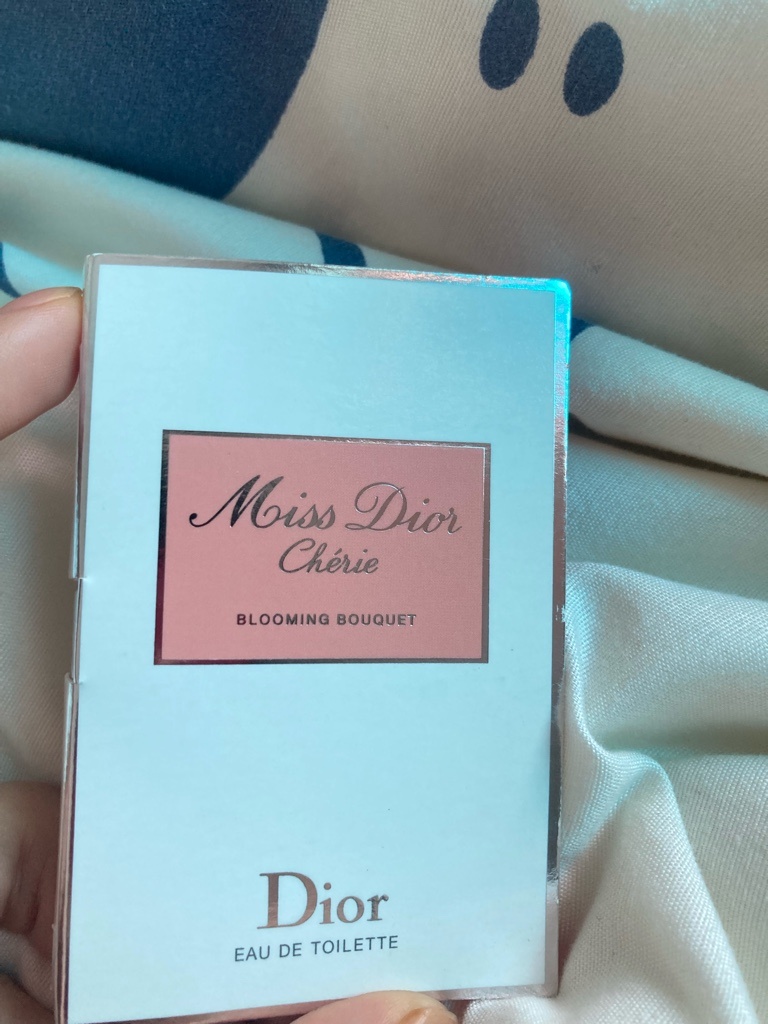 Miss Dior
Chérie
BLOOMING BOUQUET
Dior
EAU DE TOILETTE